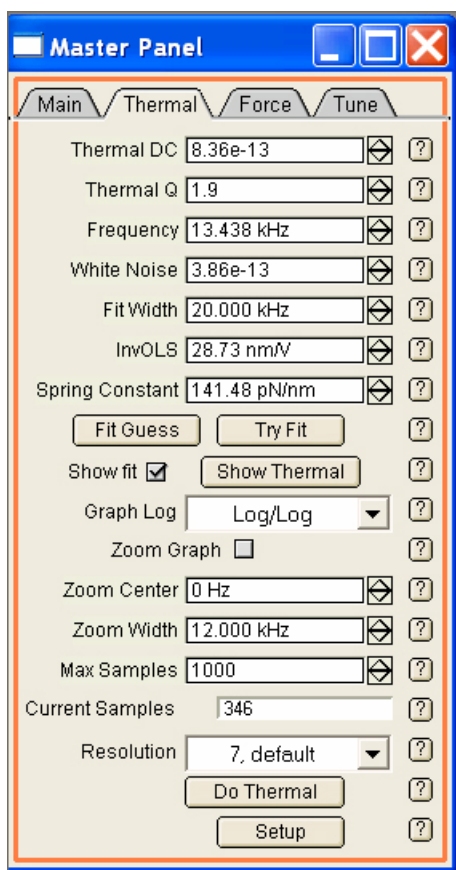 Master Panel
Main Thermal Force Tune
Thermal DC 8.36e-13 ?
Thermal Q 1.9 ?
Frequency 13.438 kHz ?
White Noise 3.86e-13 ?
Fit Width 20.000 kHz ?
InvOLS 28.73 nm/V ?
Spring Constant 141.48 pN/nm ?
Fit Guess Try Fit ?
Show fit Show Thermal ?
Graph Log Log/Log ?
Zoom Graph ?
Zoom Center 0 Hz ?
Zoom Width 12.000 kHz ?
Max Samples 1000 ?
Current Samples 346 ?
Resolution 7, default ?
Do Thermal ?
Setup ?